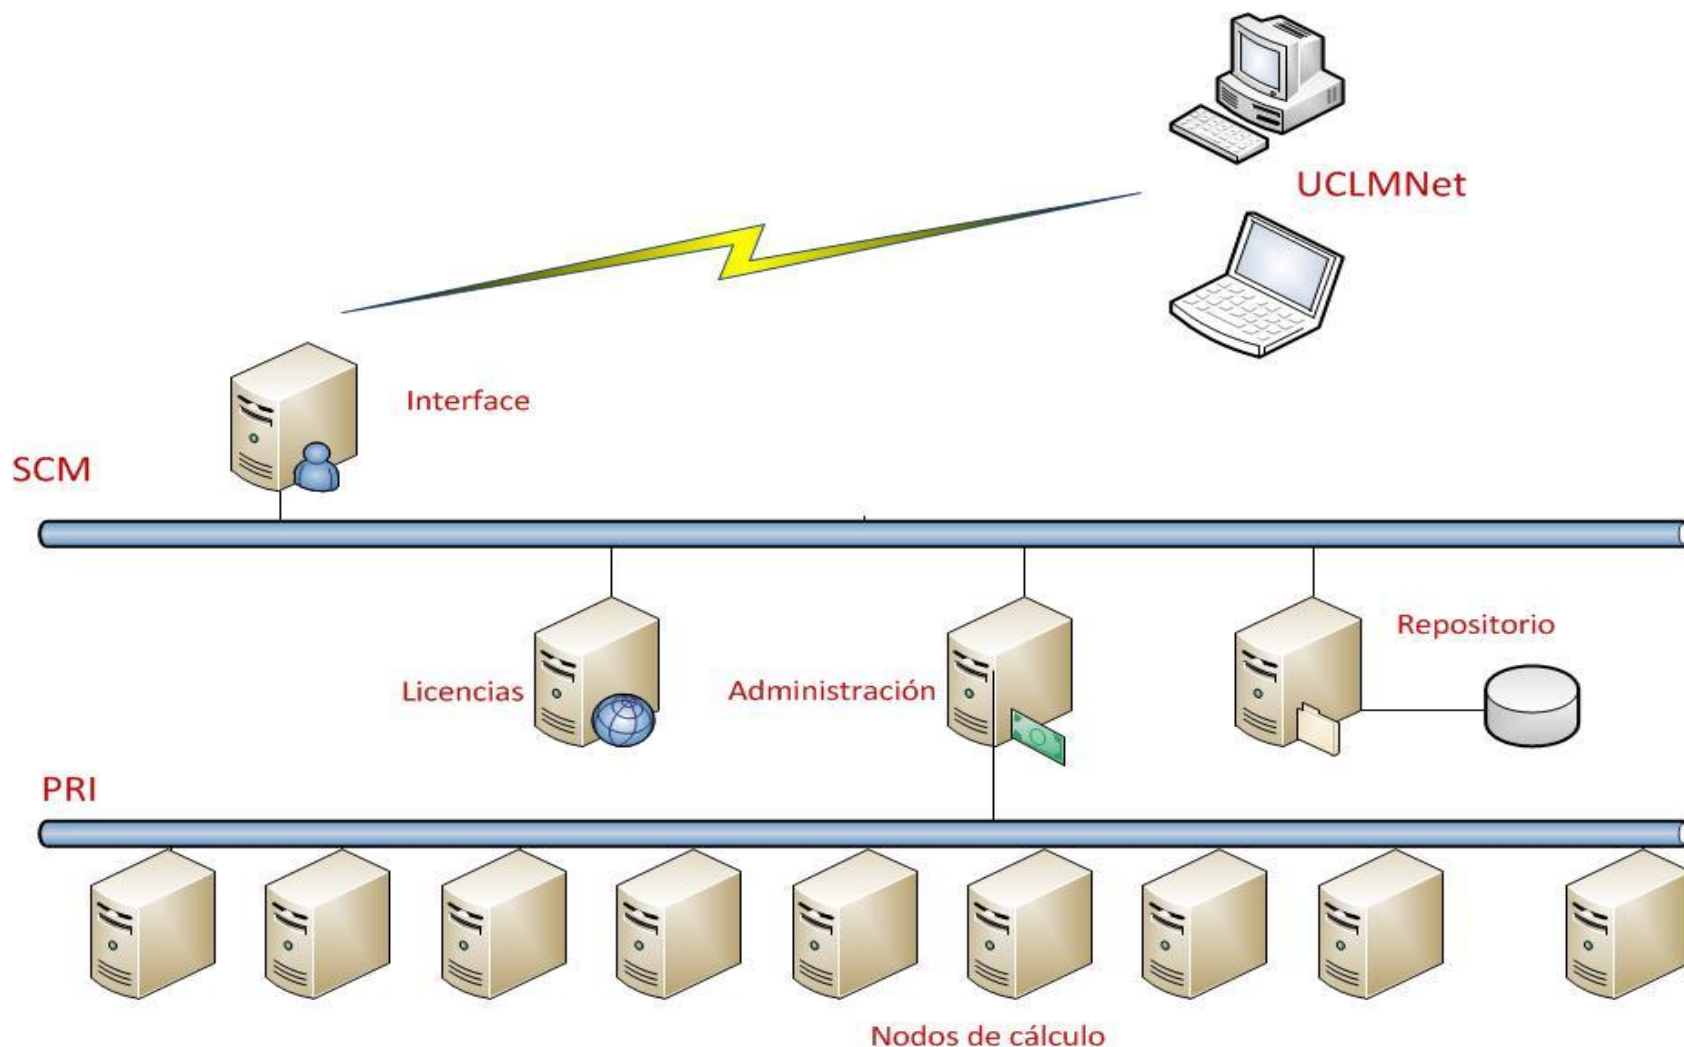 UCLMNet
Interface
SCM
Repositorio
Licencias
Administración
PRI
Nodos de cálculo